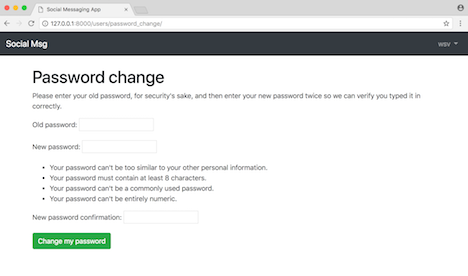 Social Messaging App
127.0.0.1:8000/users/password_change/
Social Msg
wsv
Password change
Please enter your old password, for security's sake, and then enter your new password twice so we can verify you typed it in
correctly.
Old password:
New password:
Your password can't be too similar to your other personal information.
Your password must contain at least 8 characters.
Your password can't be a commonly used password.
Your password can't be entirely numeric.
New password confirmation:
Change my password